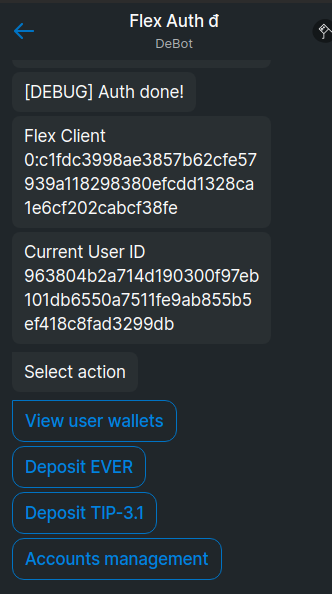 Flex Auth đ
DeBot
[DEBUG] Auth done!
Flex Client
0:c1fdc3998ae3857b62cfe57
939a118298380efcdd1328ca
1e6cf202cabcf38fe
Current User ID
963804b2a714d190300f97eb
101db6550a7511fe9ab855b5
ef418c8fad3299db
Select action
View user wallets
Deposit EVER
Deposit TIP-3.1
Accounts management